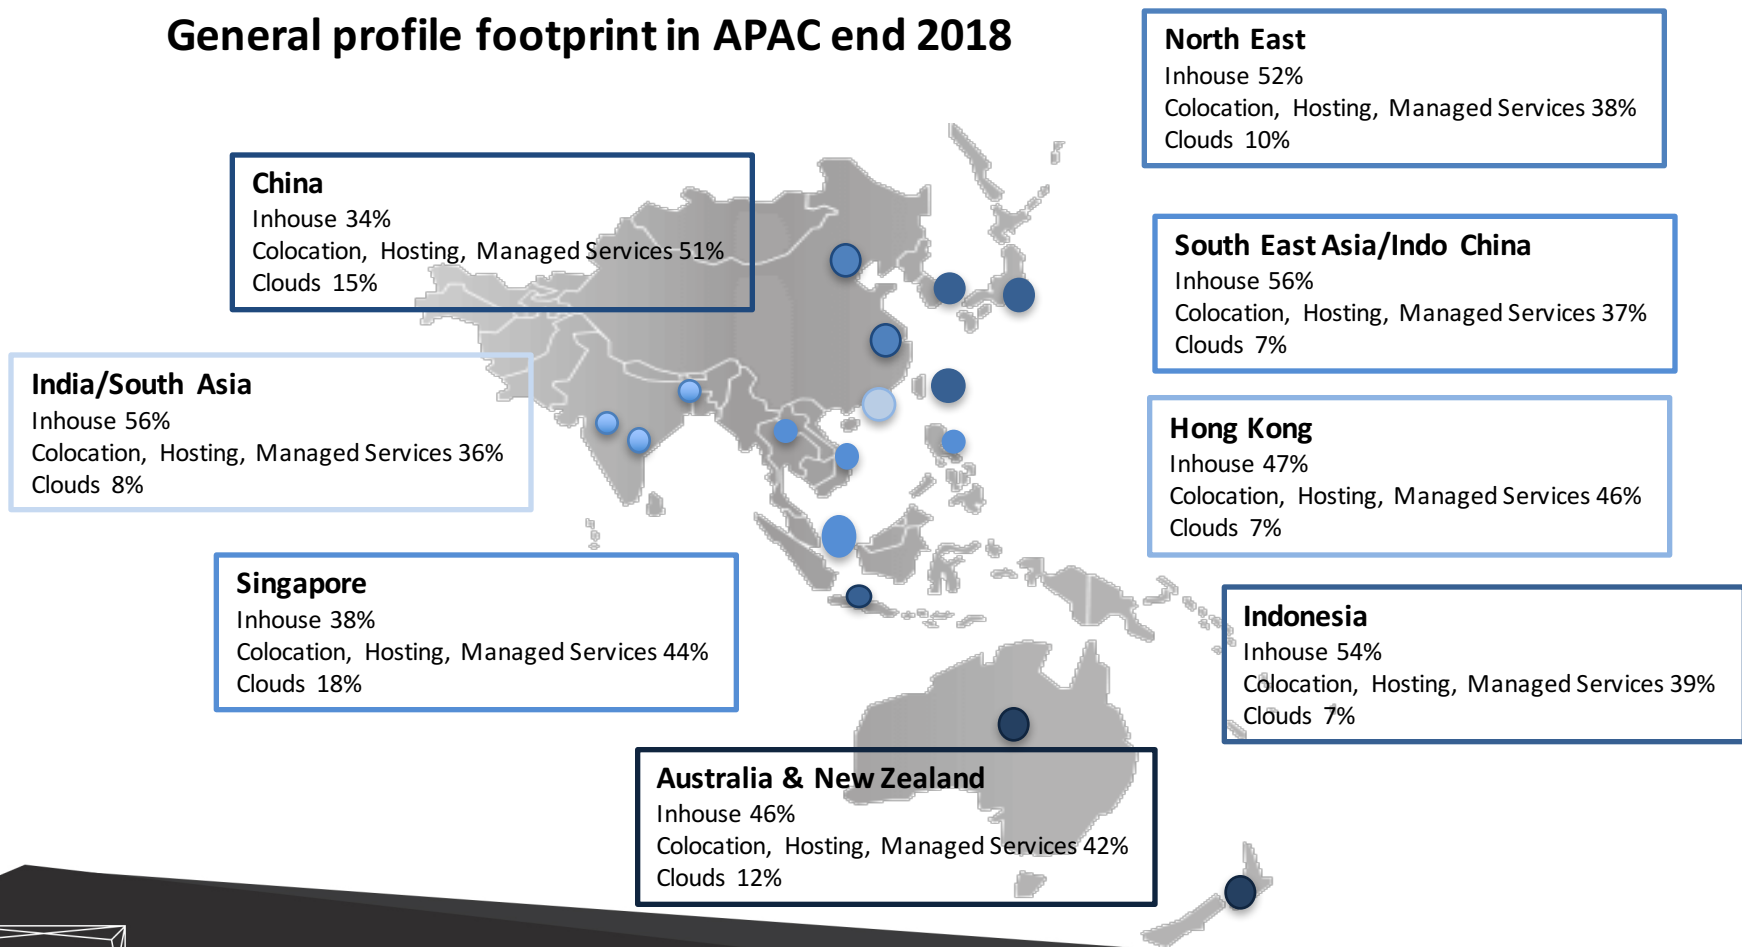 General profile footprint in APAC end 2018
North East
Inhouse 52%
Colocation, Hosting, Managed Services 38%
Clouds 10%
China
Inhouse 34%
Colocation, Hosting, Managed Services 51%
Clouds 15%
South East Asia/Indo China
Inhouse 56%
Colocation, Hosting, Managed Services 37%
Clouds 7%
India/South Asia
Inhouse 56%
Colocation, Hosting, Managed Services 36%
Clouds 8%
Hong Kong
Inhouse 47%
Colocation, Hosting, Managed Services 46%
Clouds 7%
Singapore
Inhouse 38%
Colocation, Hosting, Managed Services 44%
Clouds 18%
Indonesia
Inhouse 54%
Colocation, Hosting, Managed Services 39%
Clouds 7%
Australia & New Zealand
Inhouse 46%
Colocation, Hosting, Managed Services 42%
Clouds 12%